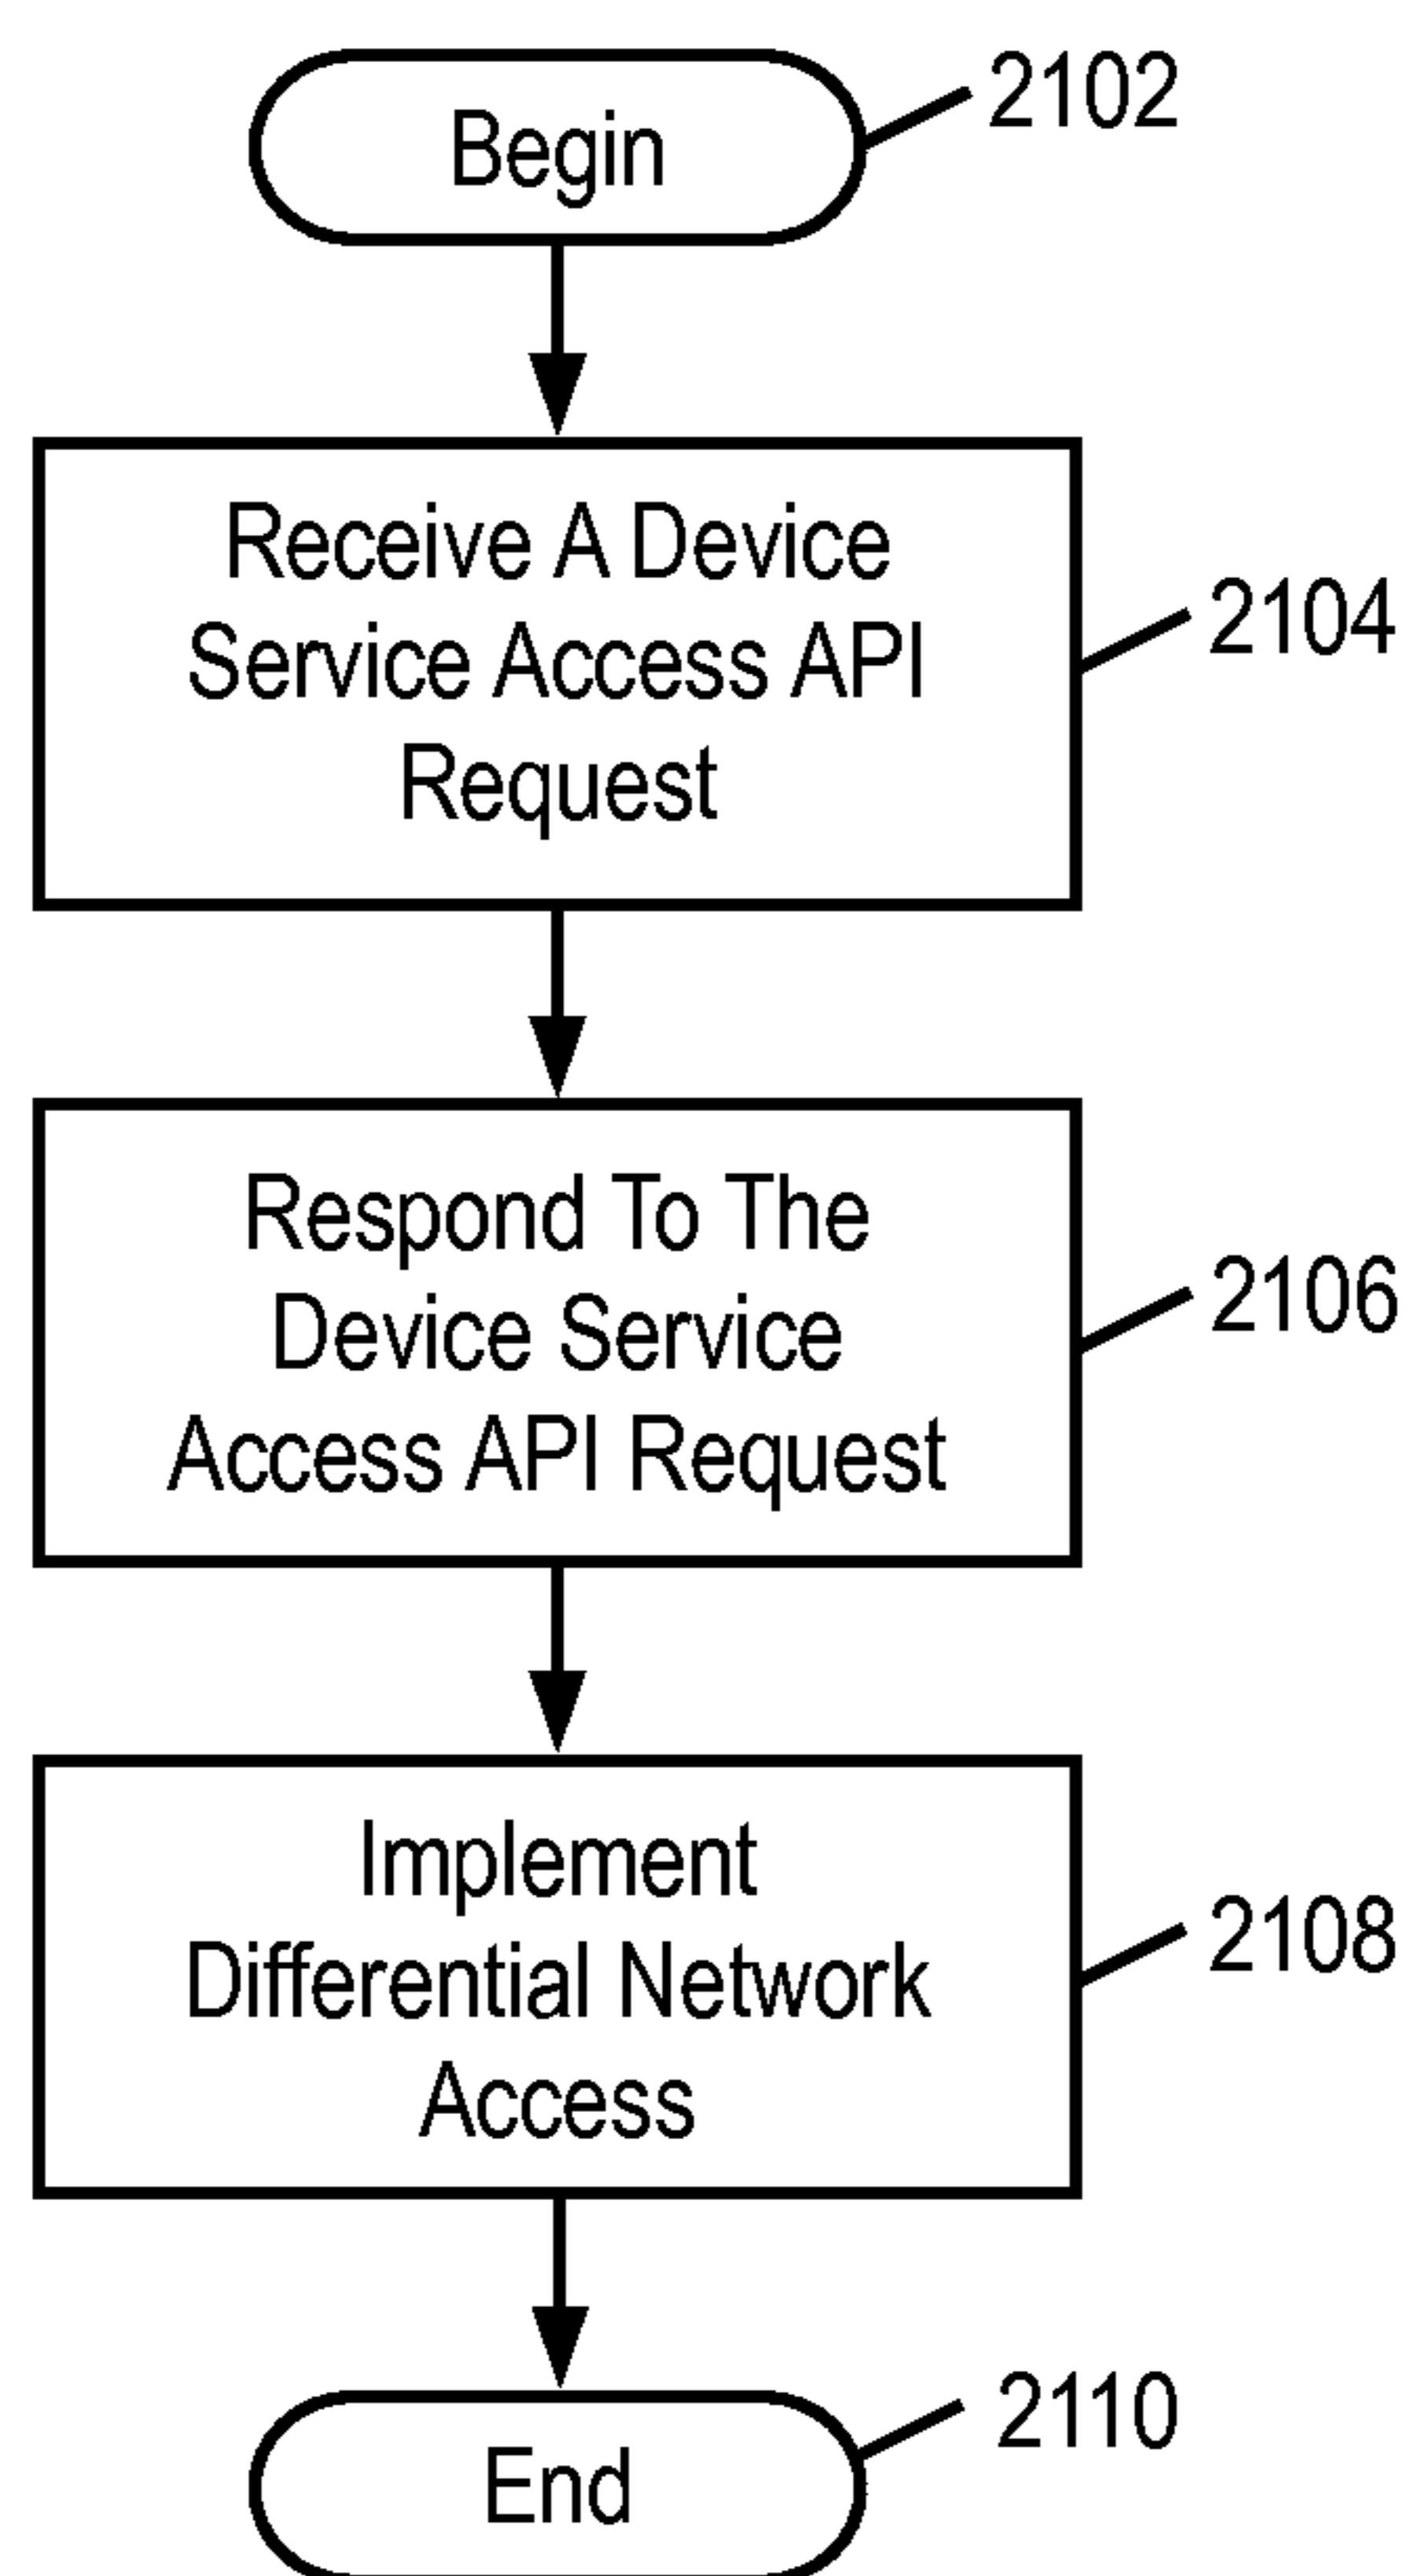 Begin
2102
Receive A Device
Service Access API
Request
2104
Respond To The
Device Service
Access API Request
2106
Implement
Differential Network
Access
2108
End
2110